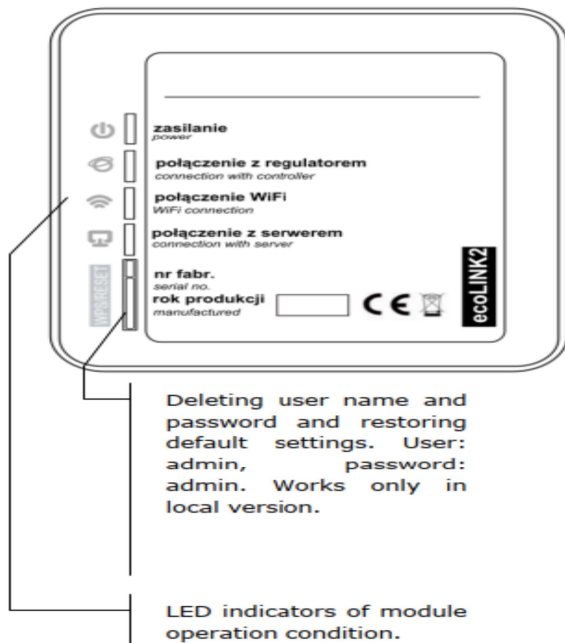 zasilanie
power
połączenie z regulatorem
connection with controller
połączenie WiFi
WiFi connection
połączenie z serwerem
connection with server
WPS/RESET
nr fabr.
serial no.
rok produkcji
manufactured
CE
ecoLINK2
Deleting user name and
password and restoring
default settings. User:
admin, password:
admin. Works only in
local version.
LED indicators of module
operation condition.